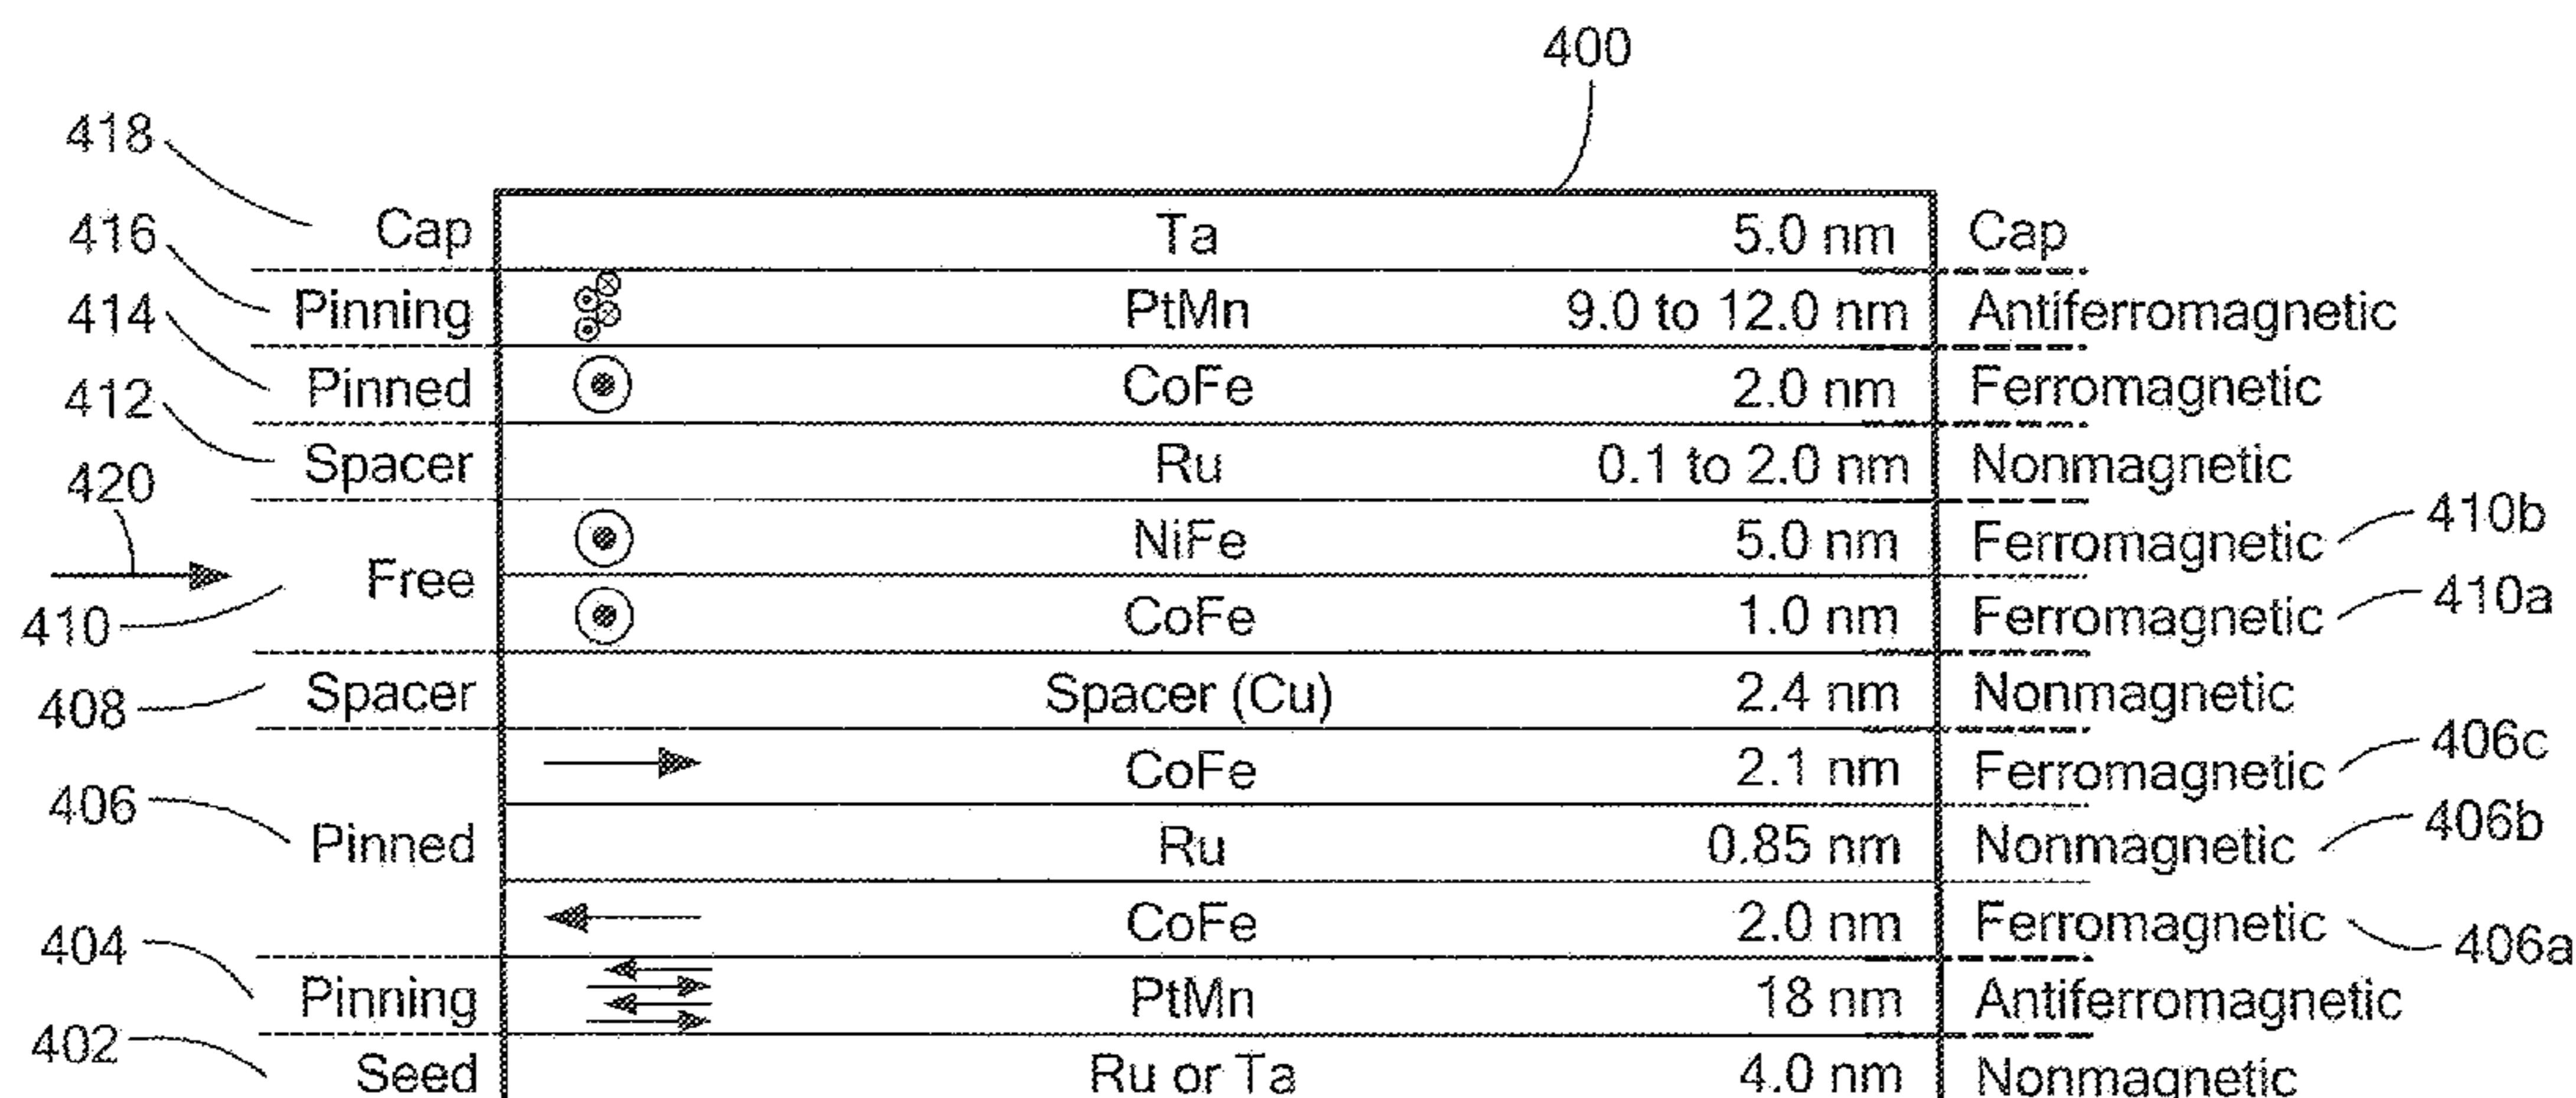 400
418
Cap Ta 5.0 nm Cap
416
Pinning PtMn 9.0 to 12.0 nm Antiferromagnetic
414
Pinned CoFe 2.0 nm Ferromagnetic
412
Spacer Ru 0.1 to 2.0 nm Nonmagnetic
420
NiFe 5.0 nm Ferromagnetic 410b
Free
410 CoFe 1.0 nm Ferromagnetic 410a
408 Spacer Spacer (Cu) 2.4 nm Nonmagnetic
CoFe 2.1 nm Ferromagnetic 406c
406
Pinned Ru 0.85 nm Nonmagnetic 406b
CoFe 2.0 nm Ferromagnetic 406a
404
Pinning PtMn 18 nm Antiferromagnetic
402
Seed Ru or Ta 4.0 nm Nonmagnetic